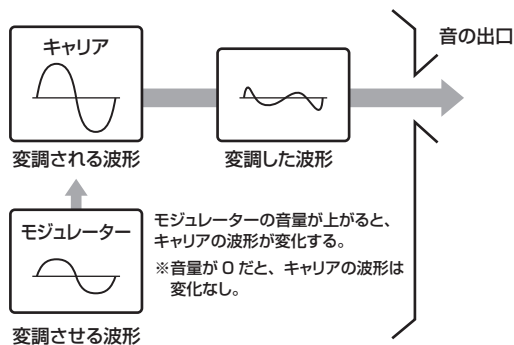 キャリア
音の出口
変調される波形
変調した波形
モジュレーター
モジュレーターの音量が上がると、
キャリアの波形が変化する。
※音量が 0 だと、キャリアの波形は
変化なし。
変調させる波形